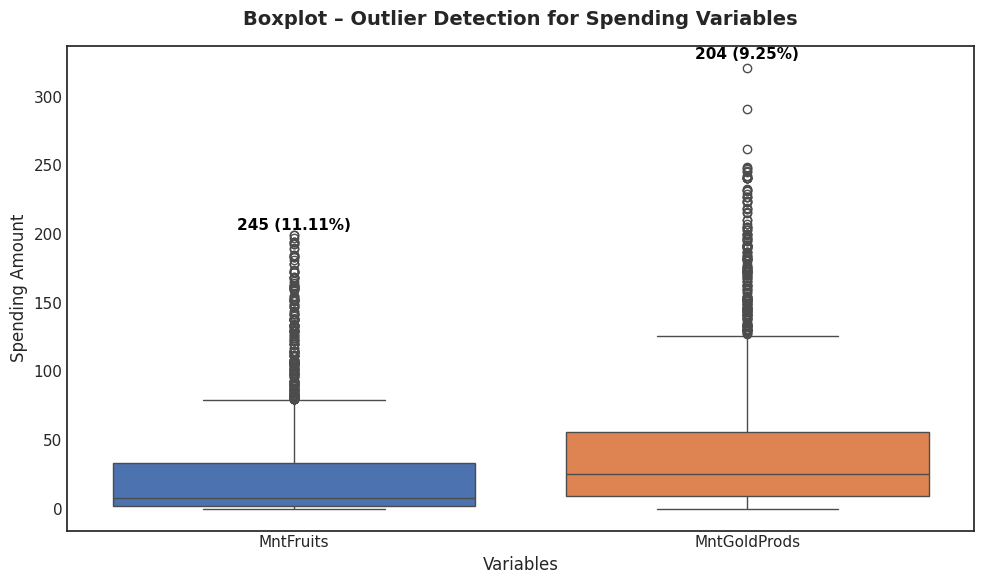 Boxplot – Outlier Detection for Spending Variables
204 (9.25%)
245 (11.11%)
300
250
200
150
100
50
0
Spending Amount
MntFruits
MntGoldProds
Variables